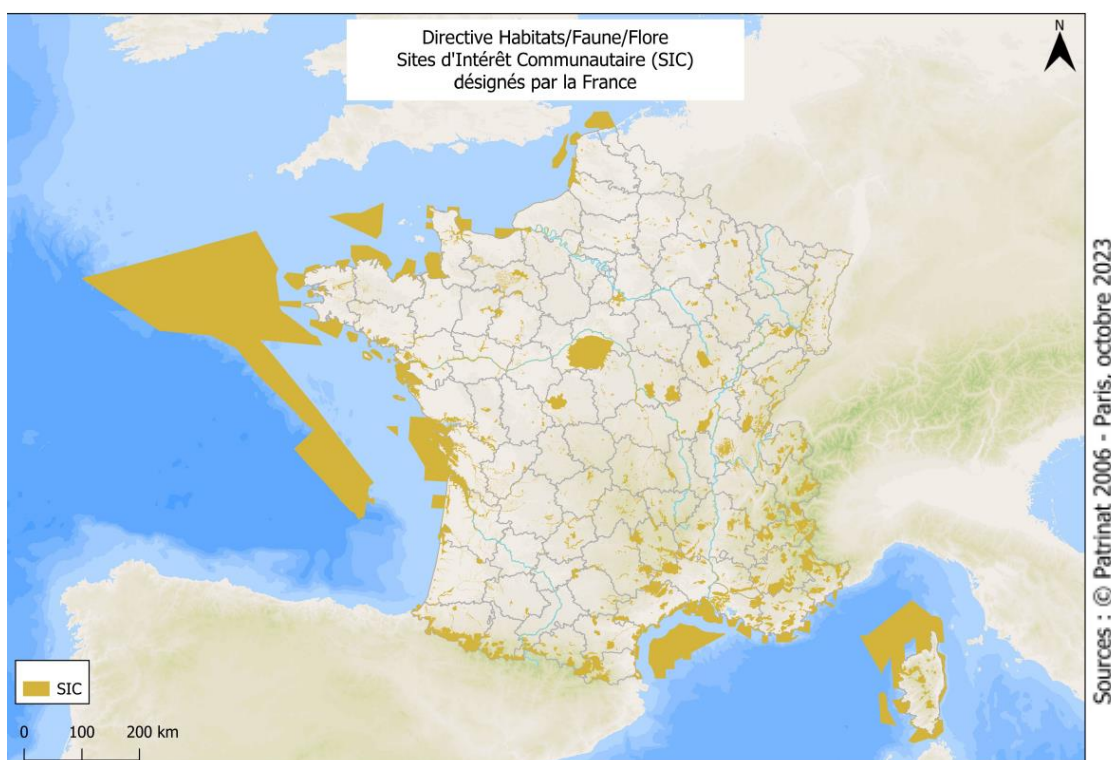 Directive Habitats/Faune/Flore
Sites d'Intérêt Communautaire (SIC)
désignés par la France
N
SIC
0 100 200 km
Sources : © Patrinat 2006 - Paris, octobre 2023